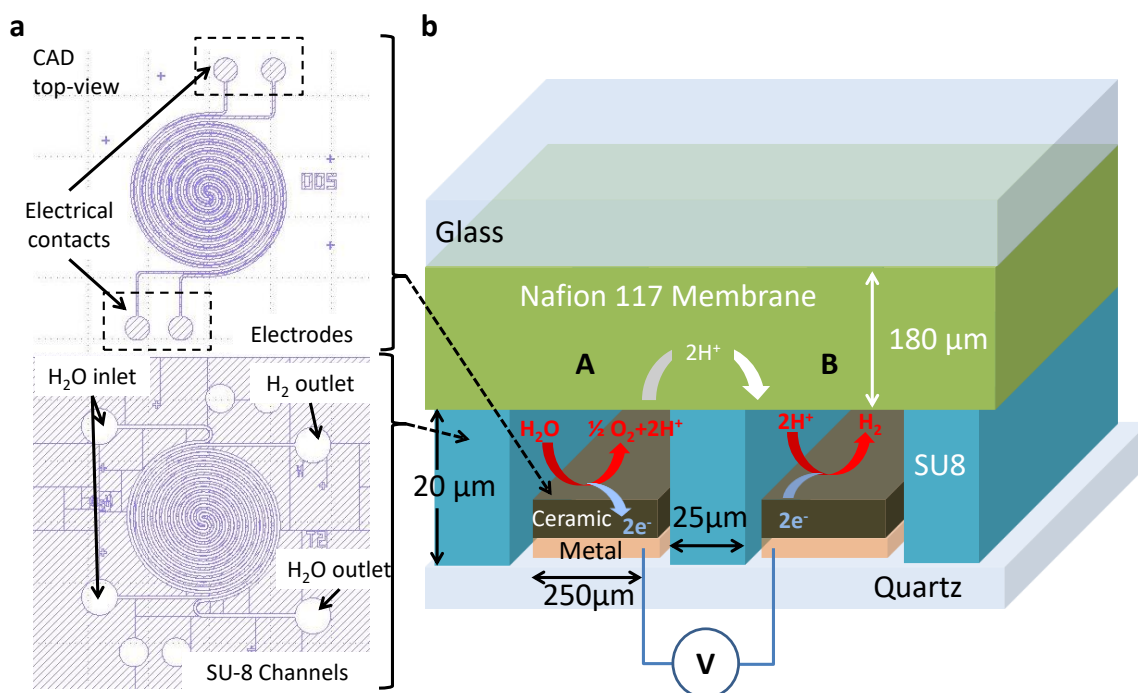 a
CAD
top-view
005
Electrical
contacts
Electrodes
H₂O inlet
H₂ outlet
H₂O outlet
SU-8 Channels
b
Glass
Nafion 117 Membrane
180 μm
A
2H⁺
B
H₂O
½ O₂+2H⁺
2H⁺
H₂
SU8
20 μm
Ceramic
2e⁻
25μm
2e⁻
Metal
250μm
Quartz
V